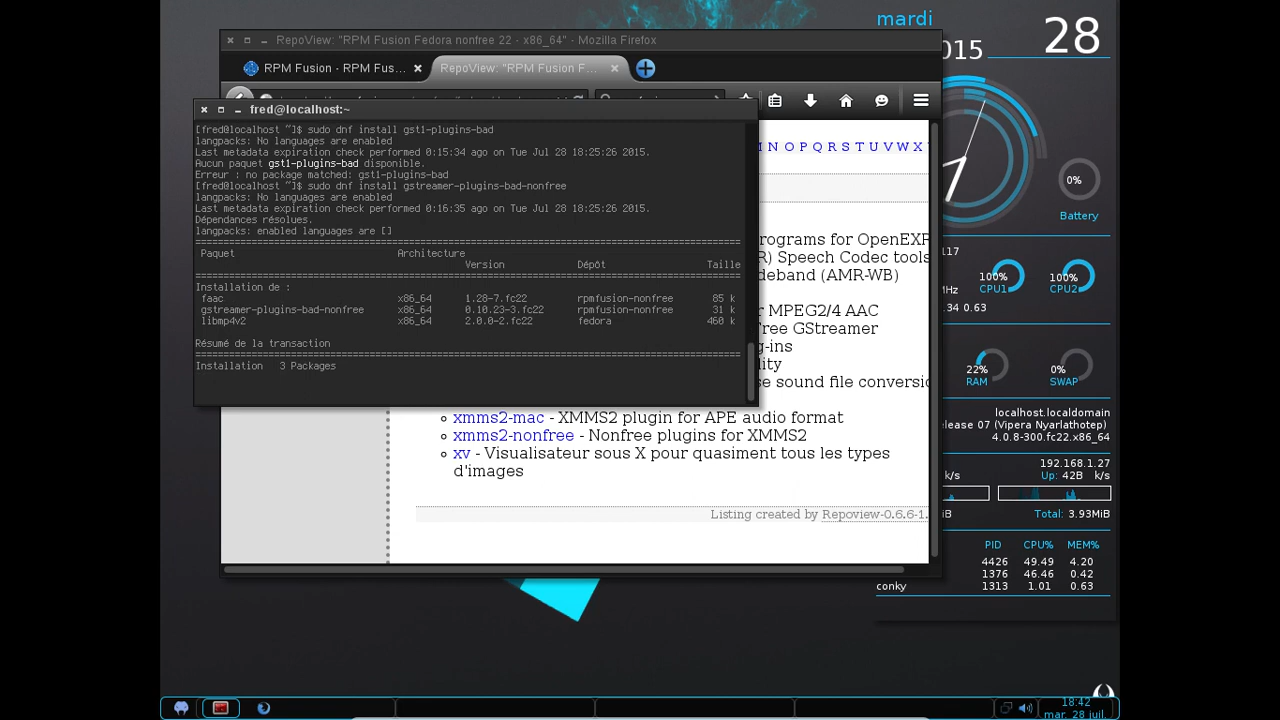 mardi
28
015
RepoView: "RPM Fusion Fedora nonfree 22 - x86_64" - Mozilla Firefox
RPM Fusion - RPM Fus...
RepoView: "RPM Fusion F...
fred@localhost:~
[fred@localhost ~]$ sudo dnf install gst1-plugins-bad
langpacks: No languages are enabled
Last metadata expiration check performed 0:15:34 ago on Tue Jul 28 18:25:26 2015.
Aucun paquet gst1-plugins-bad disponible.
Erreur : no package matched: gst1-plugins-bad
[fred@localhost ~]$ sudo dnf install gstreamer-plugins-bad-nonfree
langpacks: No languages are enabled
Last metadata expiration check performed 0:16:35 ago on Tue Jul 28 18:25:26 2015.
Dépendances résolues.
langpacks: enabled languages are []
Paquet Architecture
Version Dépôt Taille
Installation de :
faac x86_64 1.28-7.fc22 rpmfusion-nonfree 85 k
gstreamer-plugins-bad-nonfree x86_64 0.10.23-3.fc22 rpmfusion-nonfree 31 k
libmp4v2 x86_64 2.0.0-2.fc22 fedora 460 k
Résumé de la transaction
Installation 3 Packages
N O P Q R S T U V W X
rograms for OpenEXR
R) Speech Codec tools
deband (AMR-WB)
r MPEG2/4 AAC
Free GStreamer
g-ins
lity
se sound file conversio
xmms2-mac - XMMS2 plugin for APE audio format
xmms2-nonfree - Nonfree plugins for XMMS2
xv - Visualisateur sous X pour quasiment tous les types
d'images
Listing created by Repoview-0.6.6-1.
0%
Battery
117
100%
CPU1
100%
CPU2
MHz
.34 0.63
22%
RAM
0%
SWAP
localhost.localdomain
elease 07 (Vipera Nyarlathotep)
4.0.8-300.fc22.x86_64
192.168.1.27
k/s Up: 42B k/s
iB Total: 3.93MiB
PID CPU% MEM%
4426 49.49 4.20
1376 46.46 0.42
conky 1313 1.01 0.63
18:42
mar. 28 juil.